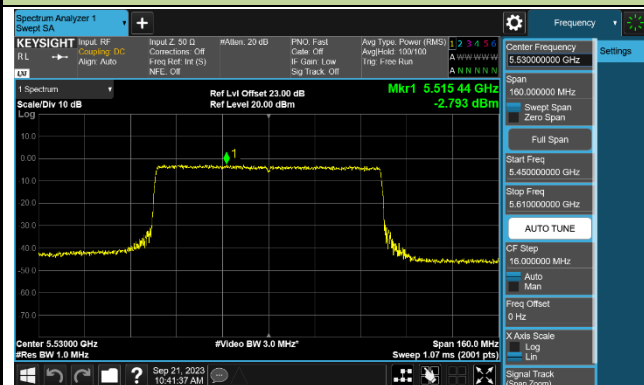 Spectrum Analyzer 1
Swept SA
Frequency
KEYSIGHT
RL
LXI
Input: RF
Coupling: DC
Align: Auto
Input Z: 50 Ω
Corrections: Off
Freq Ref: Int (S)
NFE: Off
#Atten: 20 dB
PNO: Fast
Gate: Off
IF Gain: Low
Sig Track: Off
Avg Type: Power (RMS)
Avg|Hold: 100/100
Trig: Free Run
1 2 3 4 5 6
A W W W W W
A N N N N N
1 Spectrum
Scale/Div 10 dB
Log
Ref Lvl Offset 23.00 dB
Ref Level 20.00 dBm
Mkr1 5.515 44 GHz
-2.793 dBm
10.0
0.00
-10.0
-20.0
-30.0
-40.0
-50.0
-60.0
-70.0
1
Center 5.53000 GHz
#Res BW 1.0 MHz
#Video BW 3.0 MHz*
Span 160.0 MHz
Sweep 1.07 ms (2001 pts)
Sep 21, 2023
10:41:37 AM
Center Frequency
5.530000000 GHz
Span
160.000000 MHz
Swept Span
Zero Span
Full Span
Start Freq
5.450000000 GHz
Stop Freq
5.610000000 GHz
AUTO TUNE
CF Step
16.000000 MHz
Auto
Man
Freq Offset
0 Hz
X Axis Scale
Log
Lin
Signal Track
(Span Zoom)
Settings